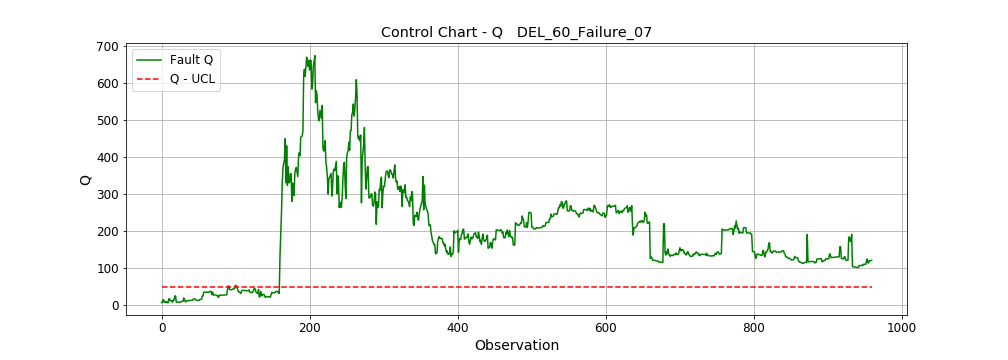 Control Chart - Q   DEL_60_Failure_07
Fault Q
Q - UCL
Q
700
600
500
400
300
200
100
0
0 200 400 600 800 1000
Observation